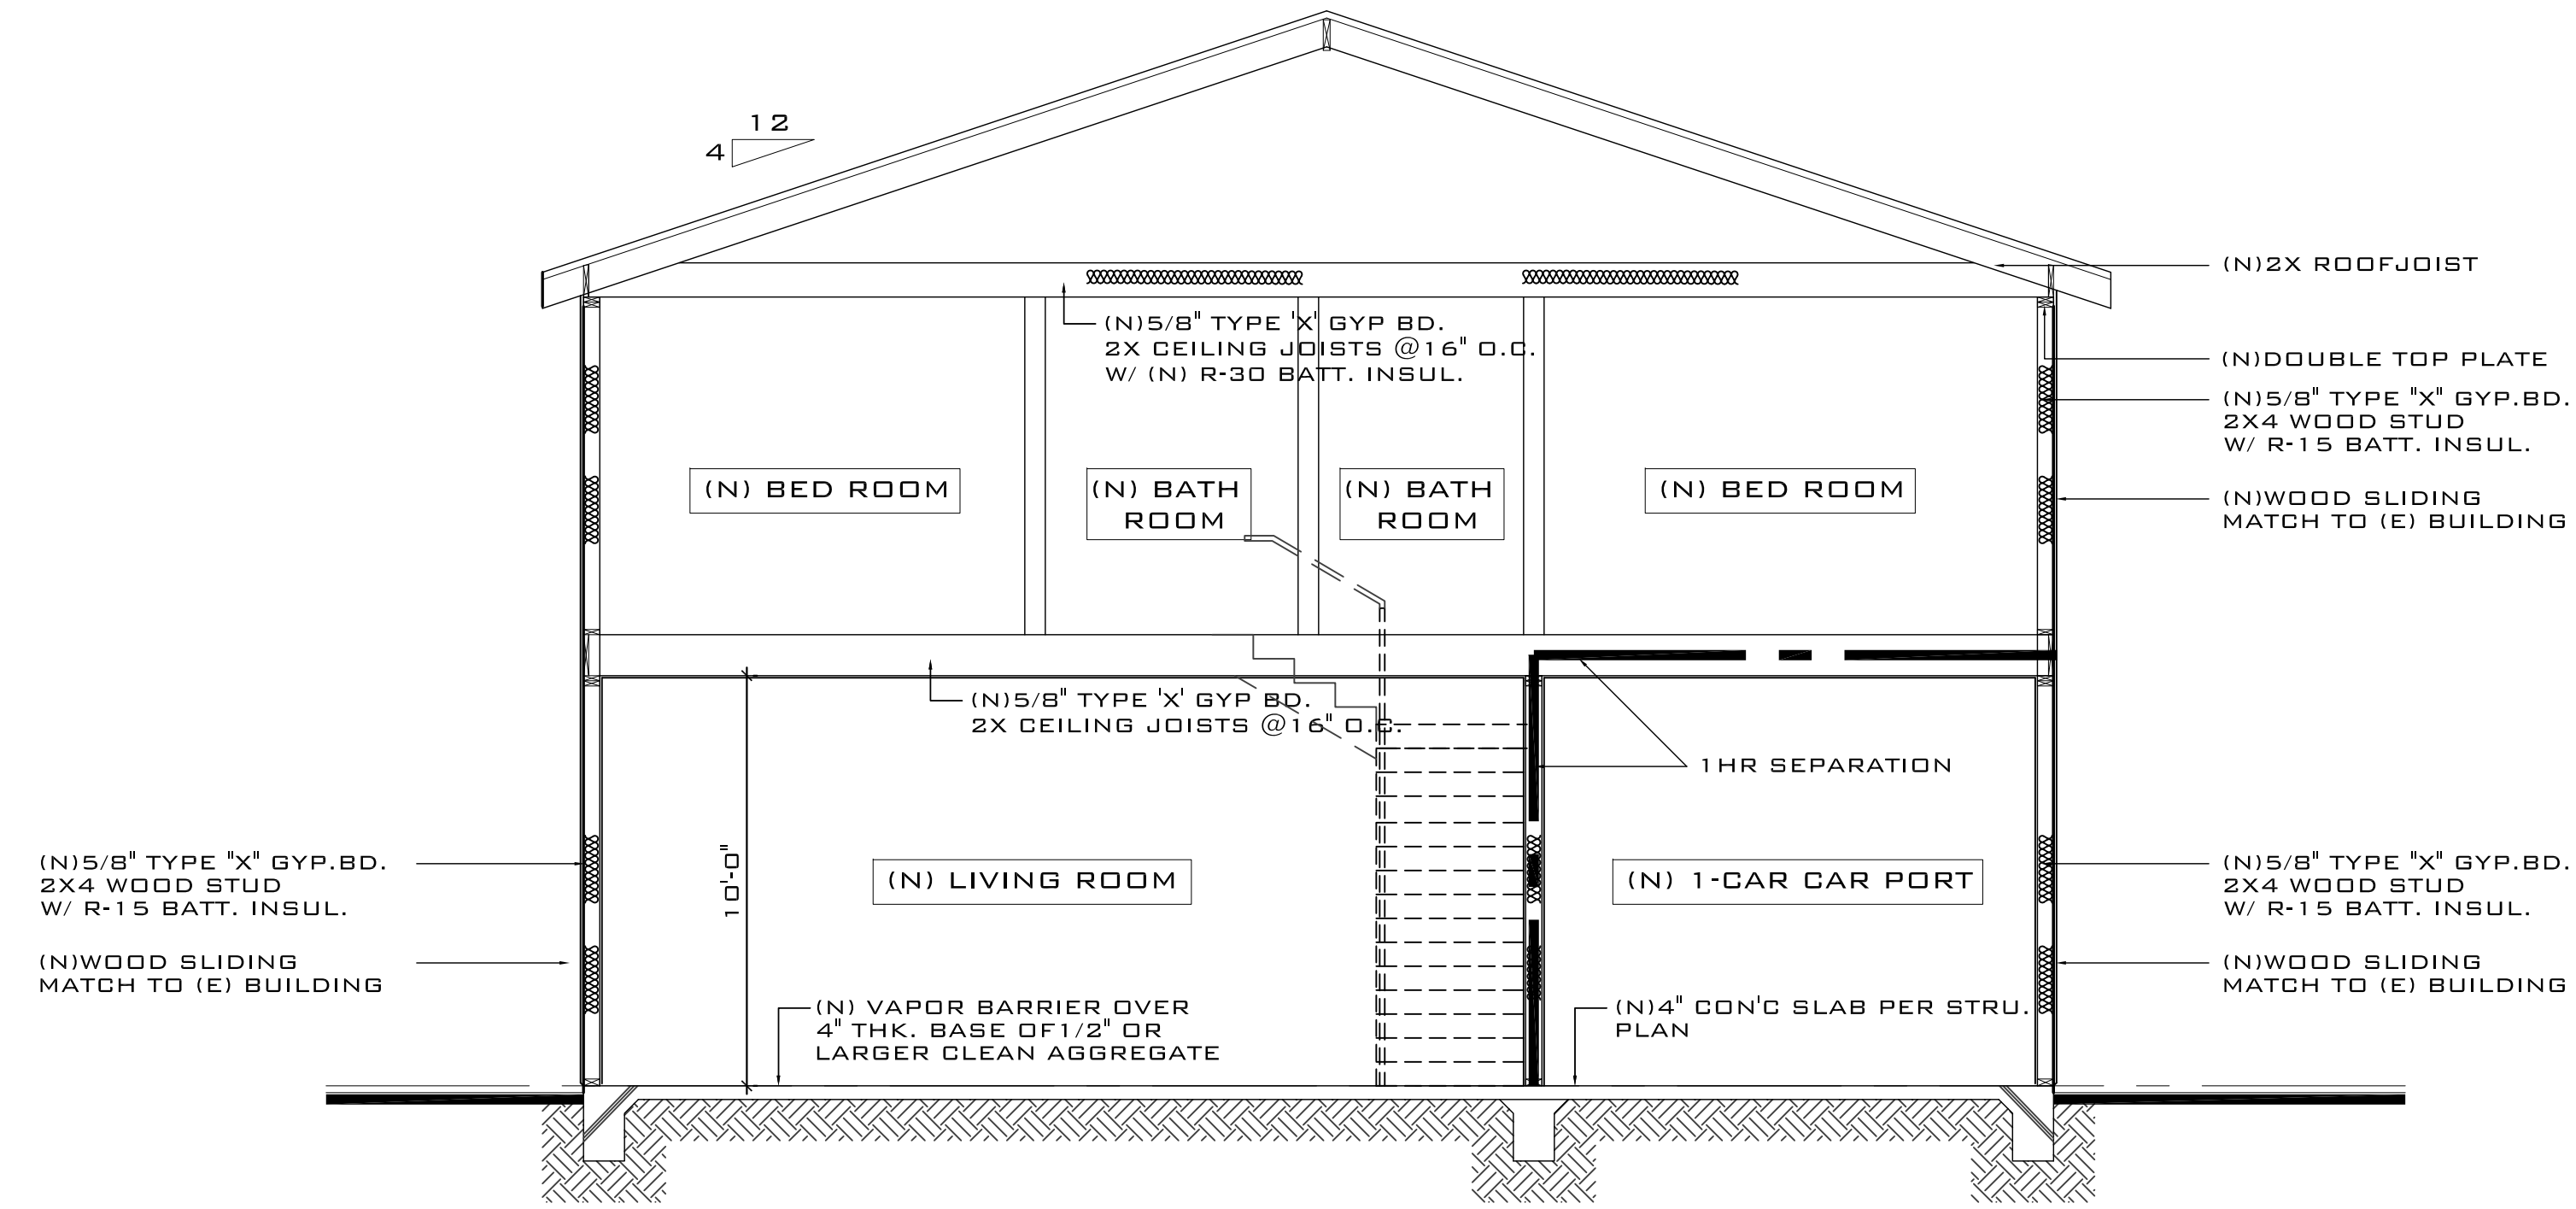 12
4
(N)2X ROOFJOIST
(N)5/8" TYPE 'X' GYP BD.
2X CEILING JOISTS @16" O.C.
W/ (N) R-30 BATT. INSUL.
(N)DOUBLE TOP PLATE
(N)5/8" TYPE "X" GYP.BD.
2X4 WOOD STUD
W/ R-15 BATT. INSUL.
(N) BED ROOM
(N) BATH
ROOM
(N) BATH
ROOM
(N) BED ROOM
(N)WOOD SLIDING
MATCH TO (E) BUILDING
(N)5/8" TYPE 'X' GYP BD.
2X CEILING JOISTS @16" O.C.
1HR SEPARATION
10'-0"
(N)5/8" TYPE "X" GYP.BD.
2X4 WOOD STUD
W/ R-15 BATT. INSUL.
(N) LIVING ROOM
(N) 1-CAR CAR PORT
(N)5/8" TYPE "X" GYP.BD.
2X4 WOOD STUD
W/ R-15 BATT. INSUL.
(N)WOOD SLIDING
MATCH TO (E) BUILDING
(N) VAPOR BARRIER OVER
4" THK. BASE OF1/2" OR
LARGER CLEAN AGGREGATE
(N)4" CON'C SLAB PER STRU.
PLAN
(N)WOOD SLIDING
MATCH TO (E) BUILDING